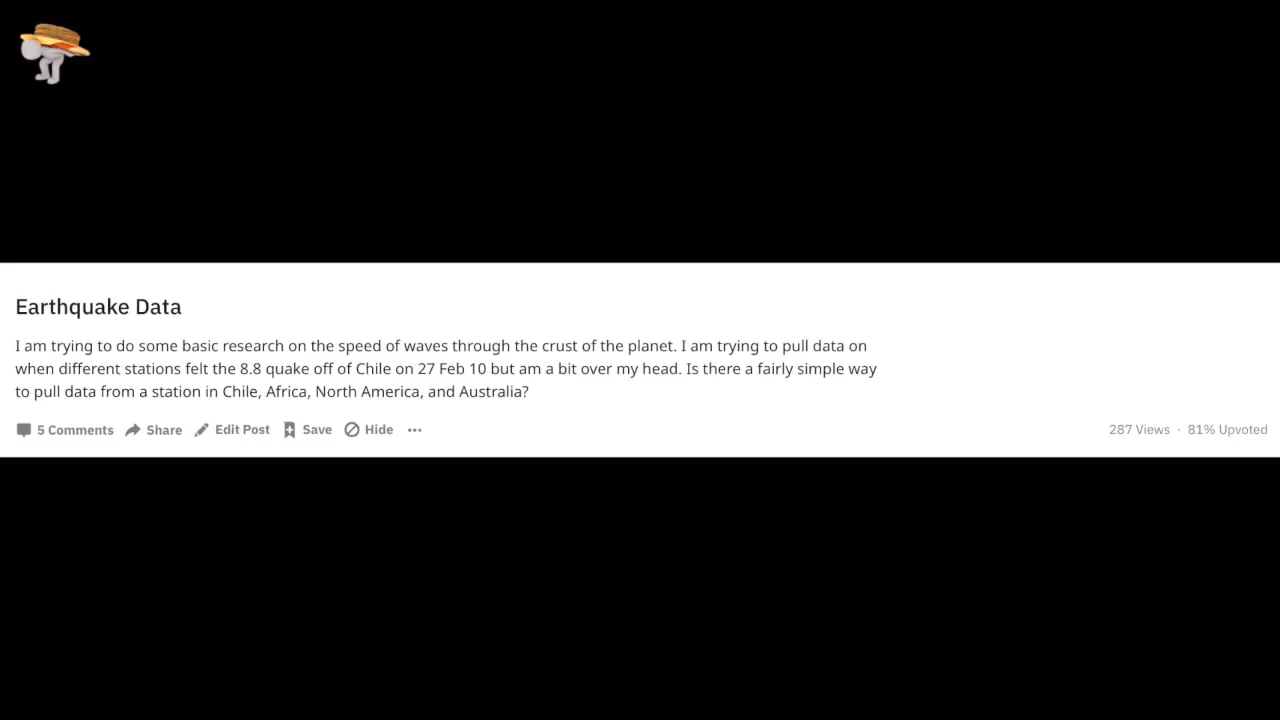 Earthquake Data
I am trying to do some basic research on the speed of waves through the crust of the planet. I am trying to pull data on
when different stations felt the 8.8 quake off of Chile on 27 Feb 10 but am a bit over my head. Is there a fairly simple way
to pull data from a station in Chile, Africa, North America, and Australia?
5 Comments Share Edit Post Save Hide ··· 287 Views · 81% Upvoted